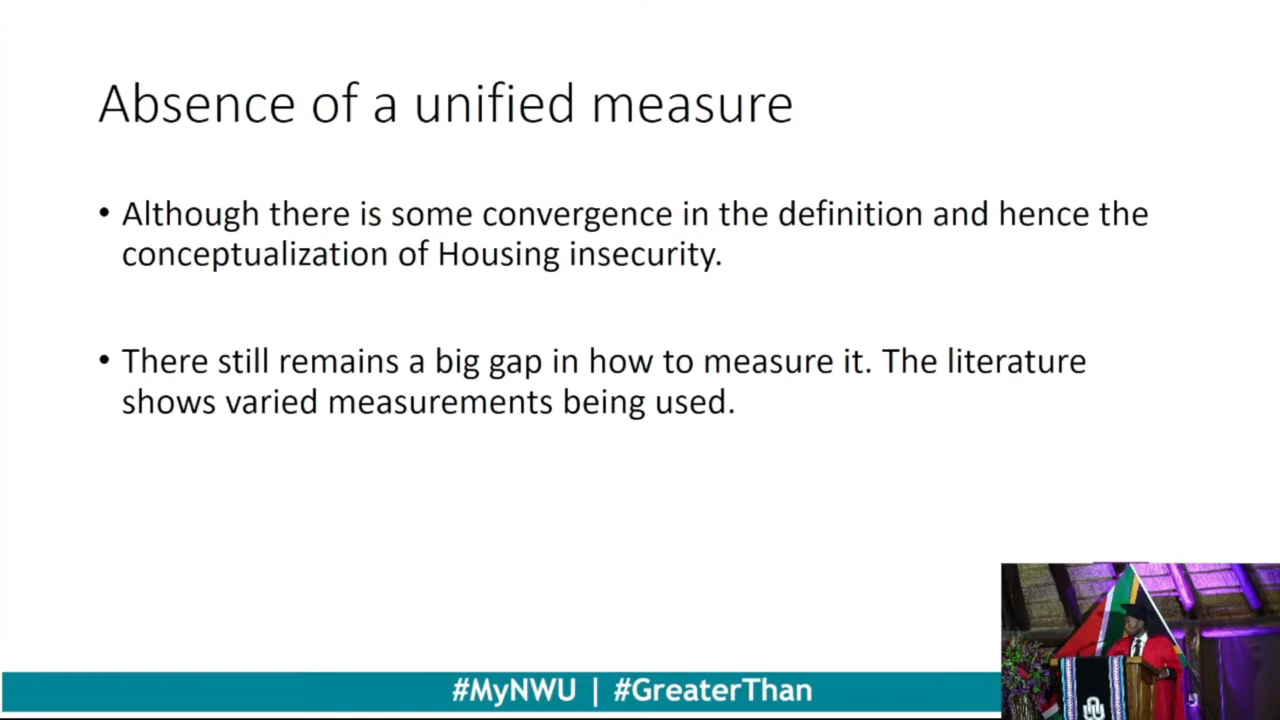 Absence of a unified measure
• Although there is some convergence in the definition and hence the
conceptualization of Housing insecurity.
• There still remains a big gap in how to measure it. The literature
shows varied measurements being used.
#MyNWU | #GreaterThan